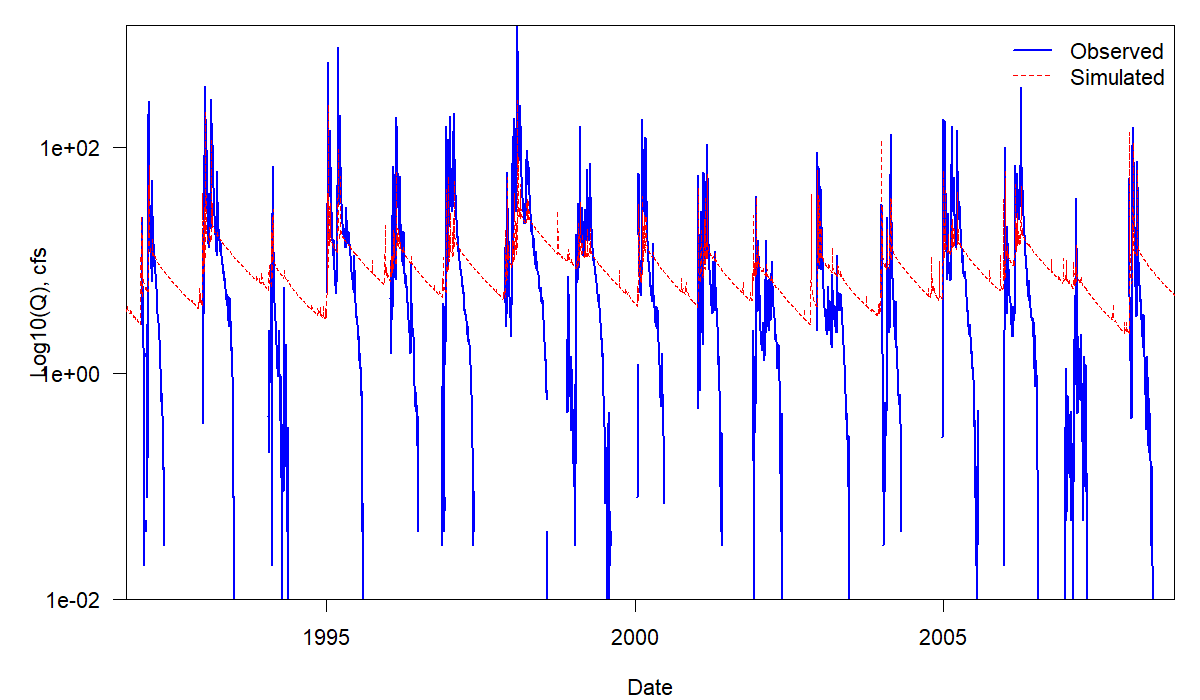 Observed
Simulated
Log10(Q), cfs
1e+02
1e+00
1e-02
1995
2000
2005
Date